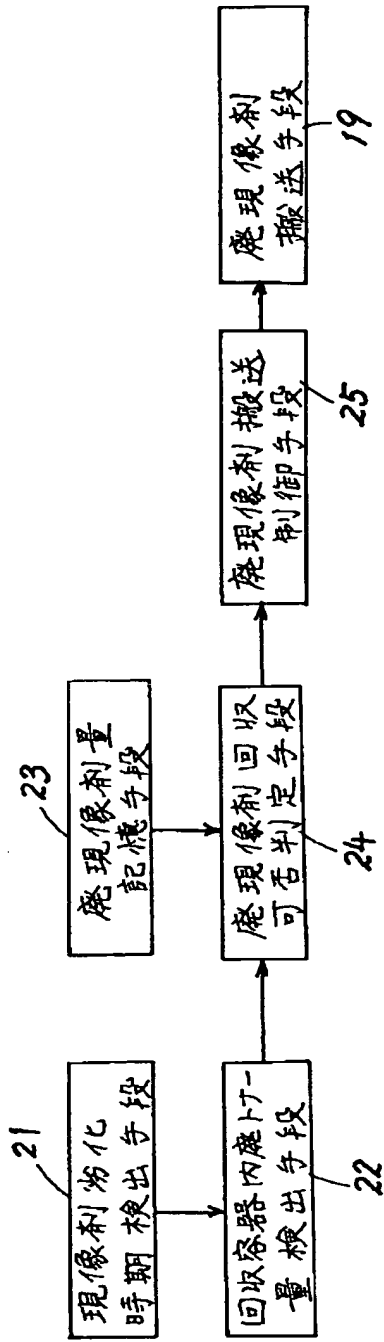 21
現像剤劣化
時期検出手段
回収容器内廃トナー
量検出手段
22
23
廃現像剤量
記憶手段
廃現像剤回収
可否判定手段
24
廃現像剤搬送
制御手段
25
廃現像剤
搬送手段
19